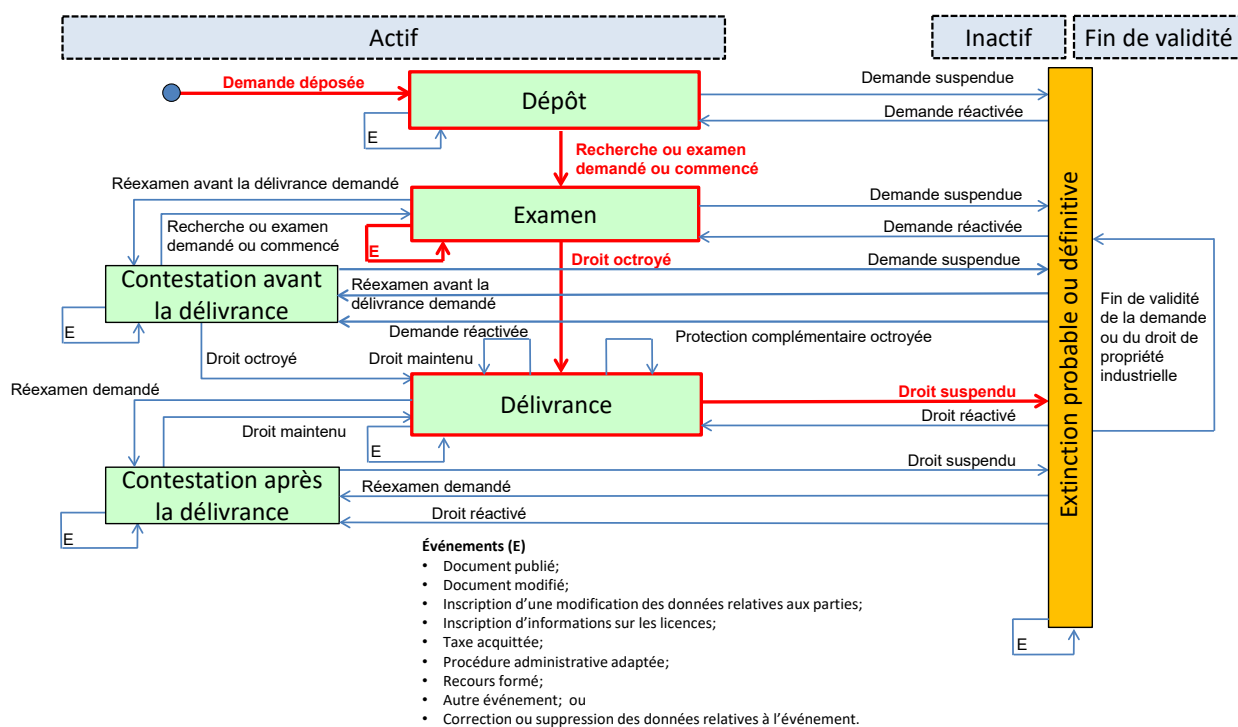 Actif
Inactif
Fin de validité
Demande déposée
Dépôt
Demande suspendue
Demande réactivée
E
Recherche ou examen
demandé ou commencé
Réexamen avant la délivrance demandé
Examen
Demande suspendue
Demande réactivée
Recherche ou examen
demandé ou commencé
E
Droit octroyé
Contestation avant
la délivrance
Demande suspendue
Réexamen avant la
délivrance demandé
E
Demande réactivée
Protection complémentaire octroyée
Droit octroyé
Droit maintenu
Fin de validité
de la demande
ou du droit de
propriété
industrielle
Extinction probable ou définitive
Réexamen demandé
Délivrance
Droit suspendu
Droit réactivé
Droit maintenu
E
Contestation après
la délivrance
Droit suspendu
Réexamen demandé
Droit réactivé
E
E
Événements (E)
• Document publié;
• Document modifié;
• Inscription d’une modification des données relatives aux parties;
• Inscription d’informations sur les licences;
• Taxe acquittée;
• Procédure administrative adaptée;
• Recours formé;
• Autre événement; ou
• Correction ou suppression des données relatives à l’événement.